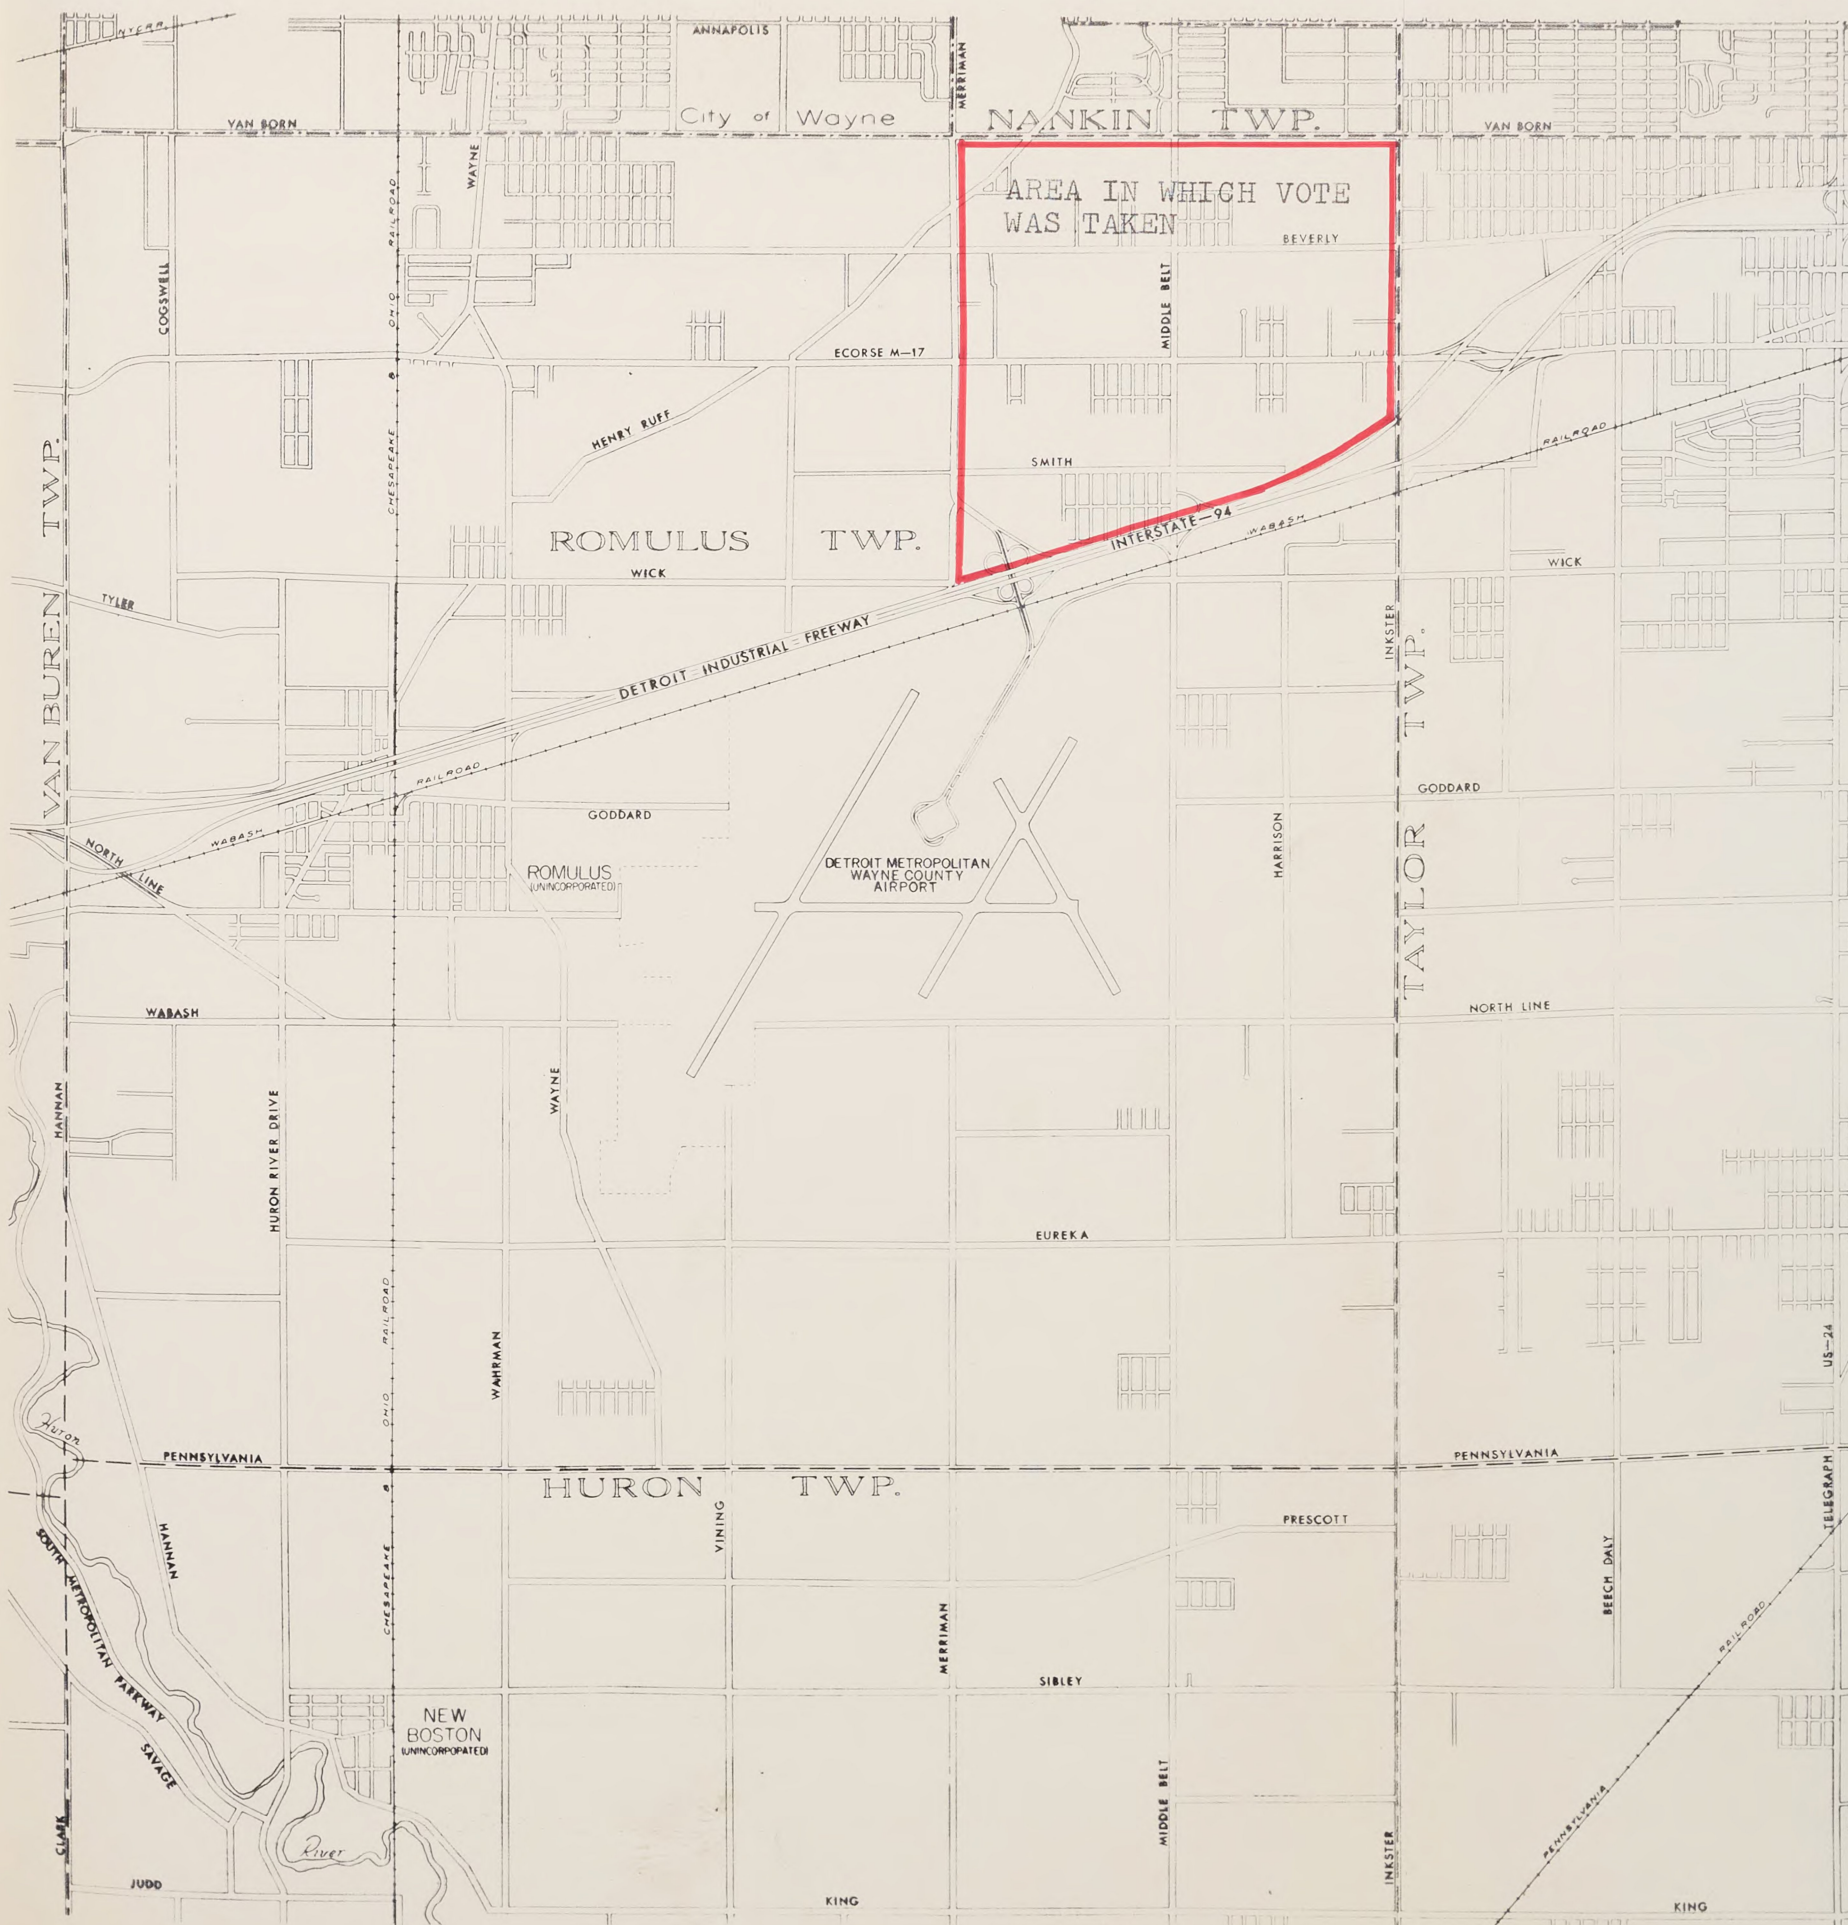 ANNAPOLIS
MERRIMAN
City of Wayne
NANKIN TWP.
VAN BORN
VAN BORN
WAYNE
RAILROAD
AREA IN WHICH VOTE
WAS TAKEN
BEVERLY
COGSWELL
OHIO
MIDDLE BELT
ECORSE M—17
&
HENRY RUFF
CHESAPEAKE
VAN BUREN TWP.
SMITH
RAILROAD
INTERSTATE—94
WABASH
ROMULUS TWP.
WICK
WICK
TYLER
INKSTER
DETROIT INDUSTRIAL FREEWAY
TAYLOR TWP.
RAILROAD
GODDARD
GODDARD
WABASH
NORTH LINE
HARRISON
ROMULUS
(UNINCORPORATED)
DETROIT METROPOLITAN
WAYNE COUNTY
AIRPORT
WABASH
NORTH LINE
HANNAN
HURON RIVER DRIVE
WAYNE
EUREKA
RAILROAD
WAHRMAN
US—24
OHIO
Huron
PENNSYLVANIA
PENNSYLVANIA
&
HURON TWP.
TELEGRAPH
VINING
PRESCOTT
HANNAN
SOUTH METROPOLITAN PARKWAY
CHESAPEAKE
BEECH DALY
MERRIMAN
RAILROAD
SIBLEY
NEW
BOSTON
(UNINCORPOPATED)
SAVAGE
MIDDLE BELT
PENNSYLVANIA
CLARK
River
INKSTER
JUDD
KING
KING